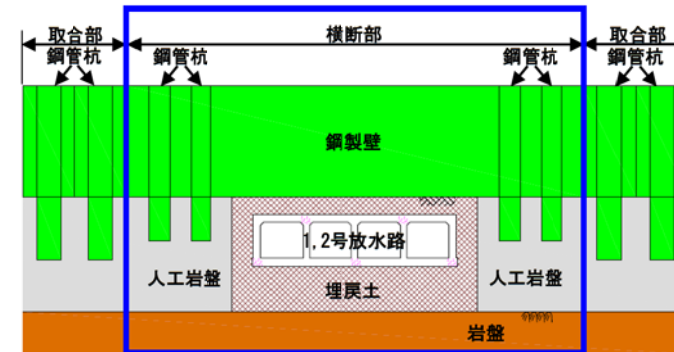 取合部 横断部 取合部
鋼管杭 鋼管杭 鋼管杭 鋼管杭
鋼製壁
1,2号放水路
人工岩盤 埋戻土 人工岩盤
岩盤